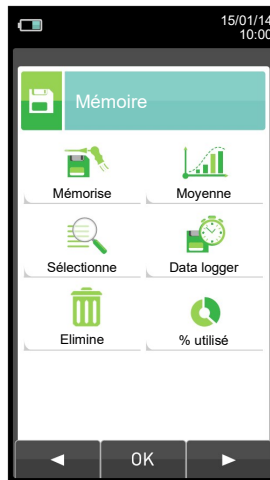 15/01/14
10:00
Mémoire
Mémorise
Moyenne
Sélectionne
Data logger
Elimine
% utilisé
OK